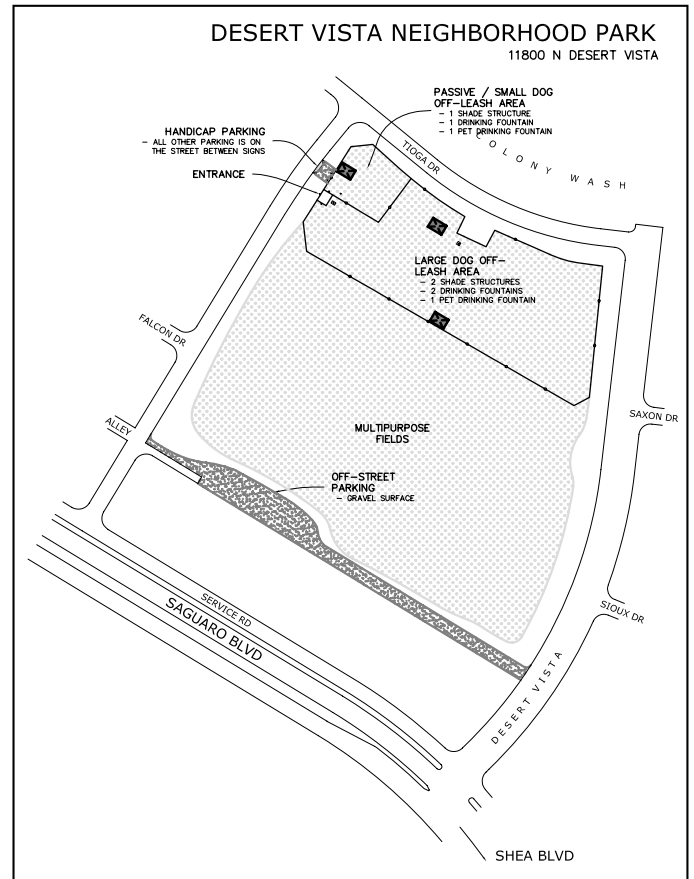 DESERT VISTA NEIGHBORHOOD PARK
11800 N DESERT VISTA
PASSIVE / SMALL DOG
OFF-LEASH AREA
- 1 SHADE STRUCTURE
- 1 DRINKING FOUNTAIN
- 1 PET DRINKING FOUNTAIN
HANDICAP PARKING
- ALL OTHER PARKING IS ON
THE STREET BETWEEN SIGNS
ENTRANCE
TIOGA DR
COLONY WASH
LARGE DOG OFF-
LEASH AREA
- 2 SHADE STRUCTURES
- 2 DRINKING FOUNTAINS
- 1 PET DRINKING FOUNTAIN
FALCON DR
SAXON DR
ALLEY
MULTIPURPOSE
FIELDS
OFF-STREET
PARKING
- GRAVEL SURFACE
SERVICE RD
SAGUARO BLVD
SIOUX DR
DESERT VISTA
SHEA BLVD